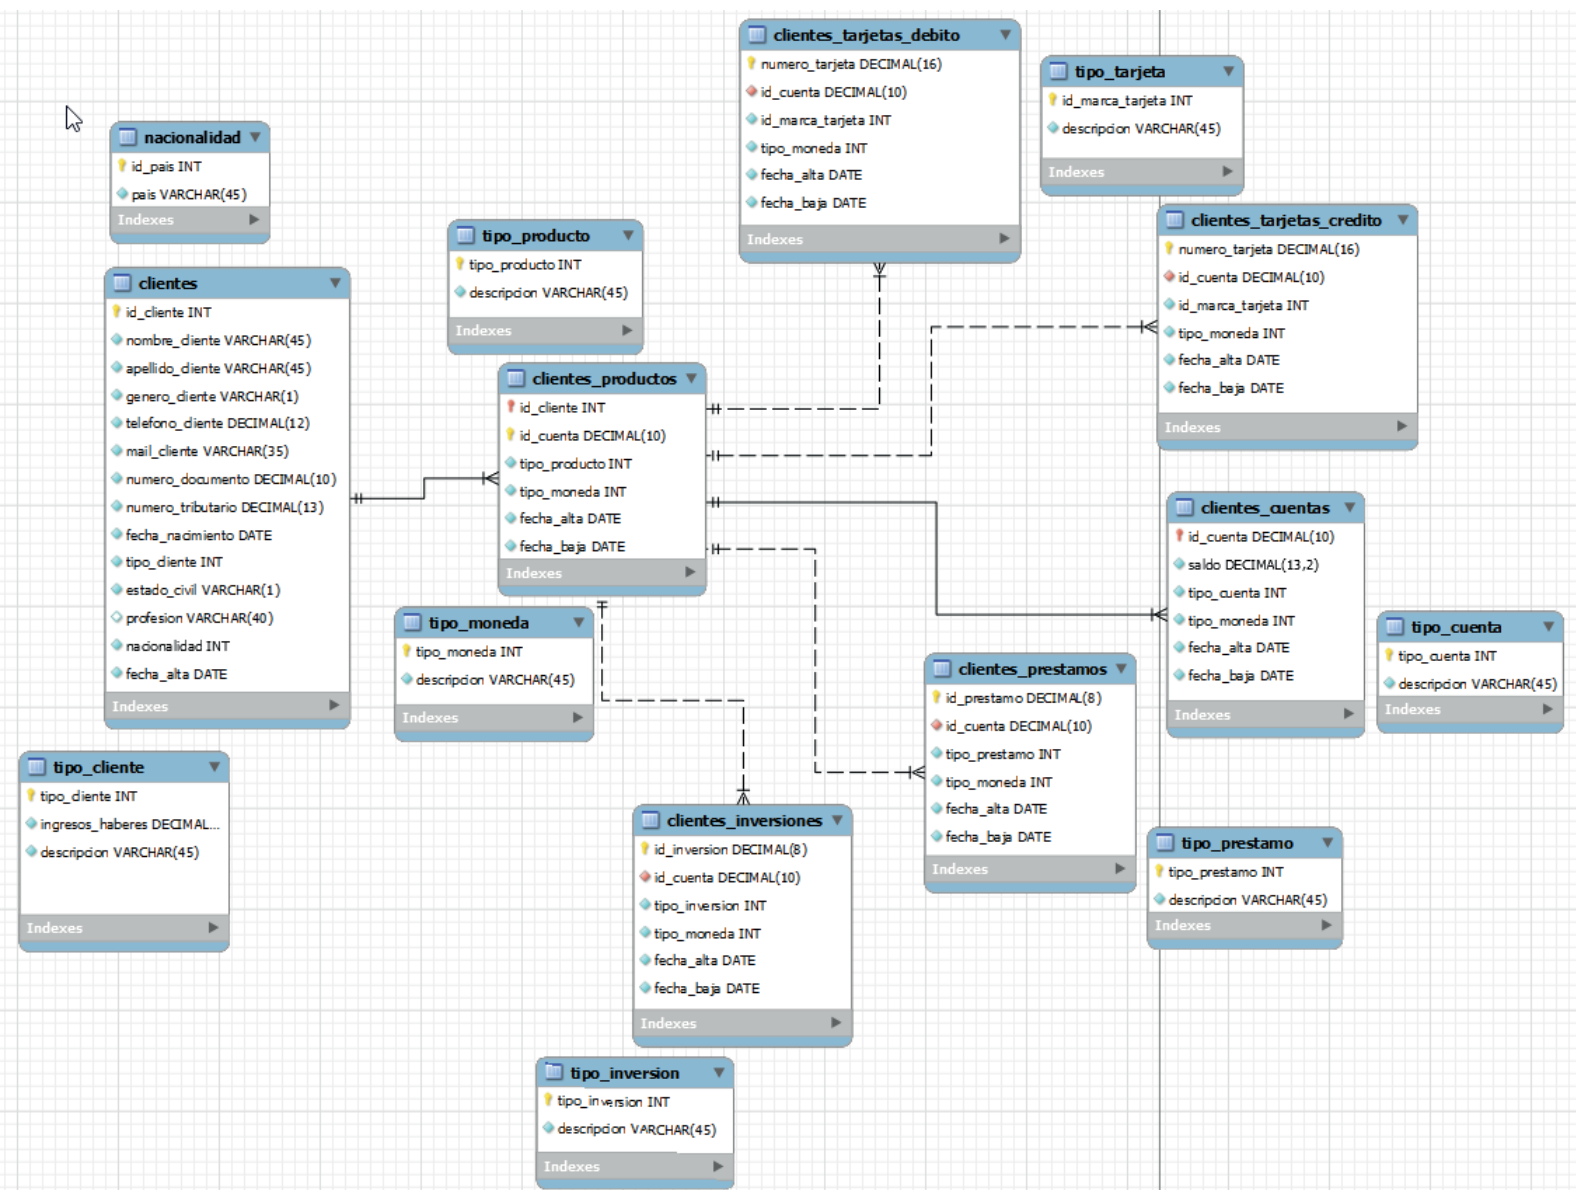 nacionalidad
id_pais INT
pais VARCHAR(45)
Indexes
clientes
id_cliente INT
nombre_cliente VARCHAR(45)
apellido_cliente VARCHAR(45)
genero_cliente VARCHAR(1)
telefono_cliente DECIMAL(12)
mail_cliente VARCHAR(35)
numero_documento DECIMAL(10)
numero_tributario DECIMAL(13)
fecha_nacimiento DATE
tipo_cliente INT
estado_civil VARCHAR(1)
profesion VARCHAR(40)
nacionalidad INT
fecha_alta DATE
Indexes
tipo_cliente
tipo_cliente INT
ingresos_haberes DECIMAL...
descripcion VARCHAR(45)
Indexes
tipo_producto
tipo_producto INT
descripcion VARCHAR(45)
Indexes
clientes_productos
id_cliente INT
id_cuenta DECIMAL(10)
tipo_producto INT
tipo_moneda INT
fecha_alta DATE
fecha_baja DATE
Indexes
tipo_moneda
tipo_moneda INT
descripcion VARCHAR(45)
Indexes
clientes_tarjetas_debito
numero_tarjeta DECIMAL(16)
id_cuenta DECIMAL(10)
id_marca_tarjeta INT
tipo_moneda INT
fecha_alta DATE
fecha_baja DATE
Indexes
tipo_tarjeta
id_marca_tarjeta INT
descripcion VARCHAR(45)
Indexes
clientes_tarjetas_credito
numero_tarjeta DECIMAL(16)
id_cuenta DECIMAL(10)
id_marca_tarjeta INT
tipo_moneda INT
fecha_alta DATE
fecha_baja DATE
Indexes
clientes_cuentas
id_cuenta DECIMAL(10)
saldo DECIMAL(13,2)
tipo_cuenta INT
tipo_moneda INT
fecha_alta DATE
fecha_baja DATE
Indexes
tipo_cuenta
tipo_cuenta INT
descripcion VARCHAR(45)
Indexes
clientes_prestamos
id_prestamo DECIMAL(8)
id_cuenta DECIMAL(10)
tipo_prestamo INT
tipo_moneda INT
fecha_alta DATE
fecha_baja DATE
Indexes
tipo_prestamo
tipo_prestamo INT
descripcion VARCHAR(45)
Indexes
clientes_inversiones
id_inversion DECIMAL(8)
id_cuenta DECIMAL(10)
tipo_inversion INT
tipo_moneda INT
fecha_alta DATE
fecha_baja DATE
Indexes
tipo_inversion
tipo_inversion INT
descripcion VARCHAR(45)
Indexes